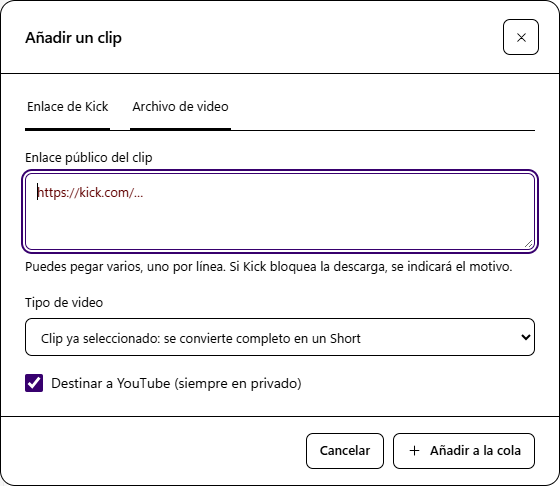 Añadir un clip
Enlace de Kick
Archivo de video
Enlace público del clip
https://kick.com/...
Puedes pegar varios, uno por línea. Si Kick bloquea la descarga, se indicará el motivo.
Tipo de video
Clip ya seleccionado: se convierte completo en un Short
Destinar a YouTube (siempre en privado)
Cancelar
+ Añadir a la cola